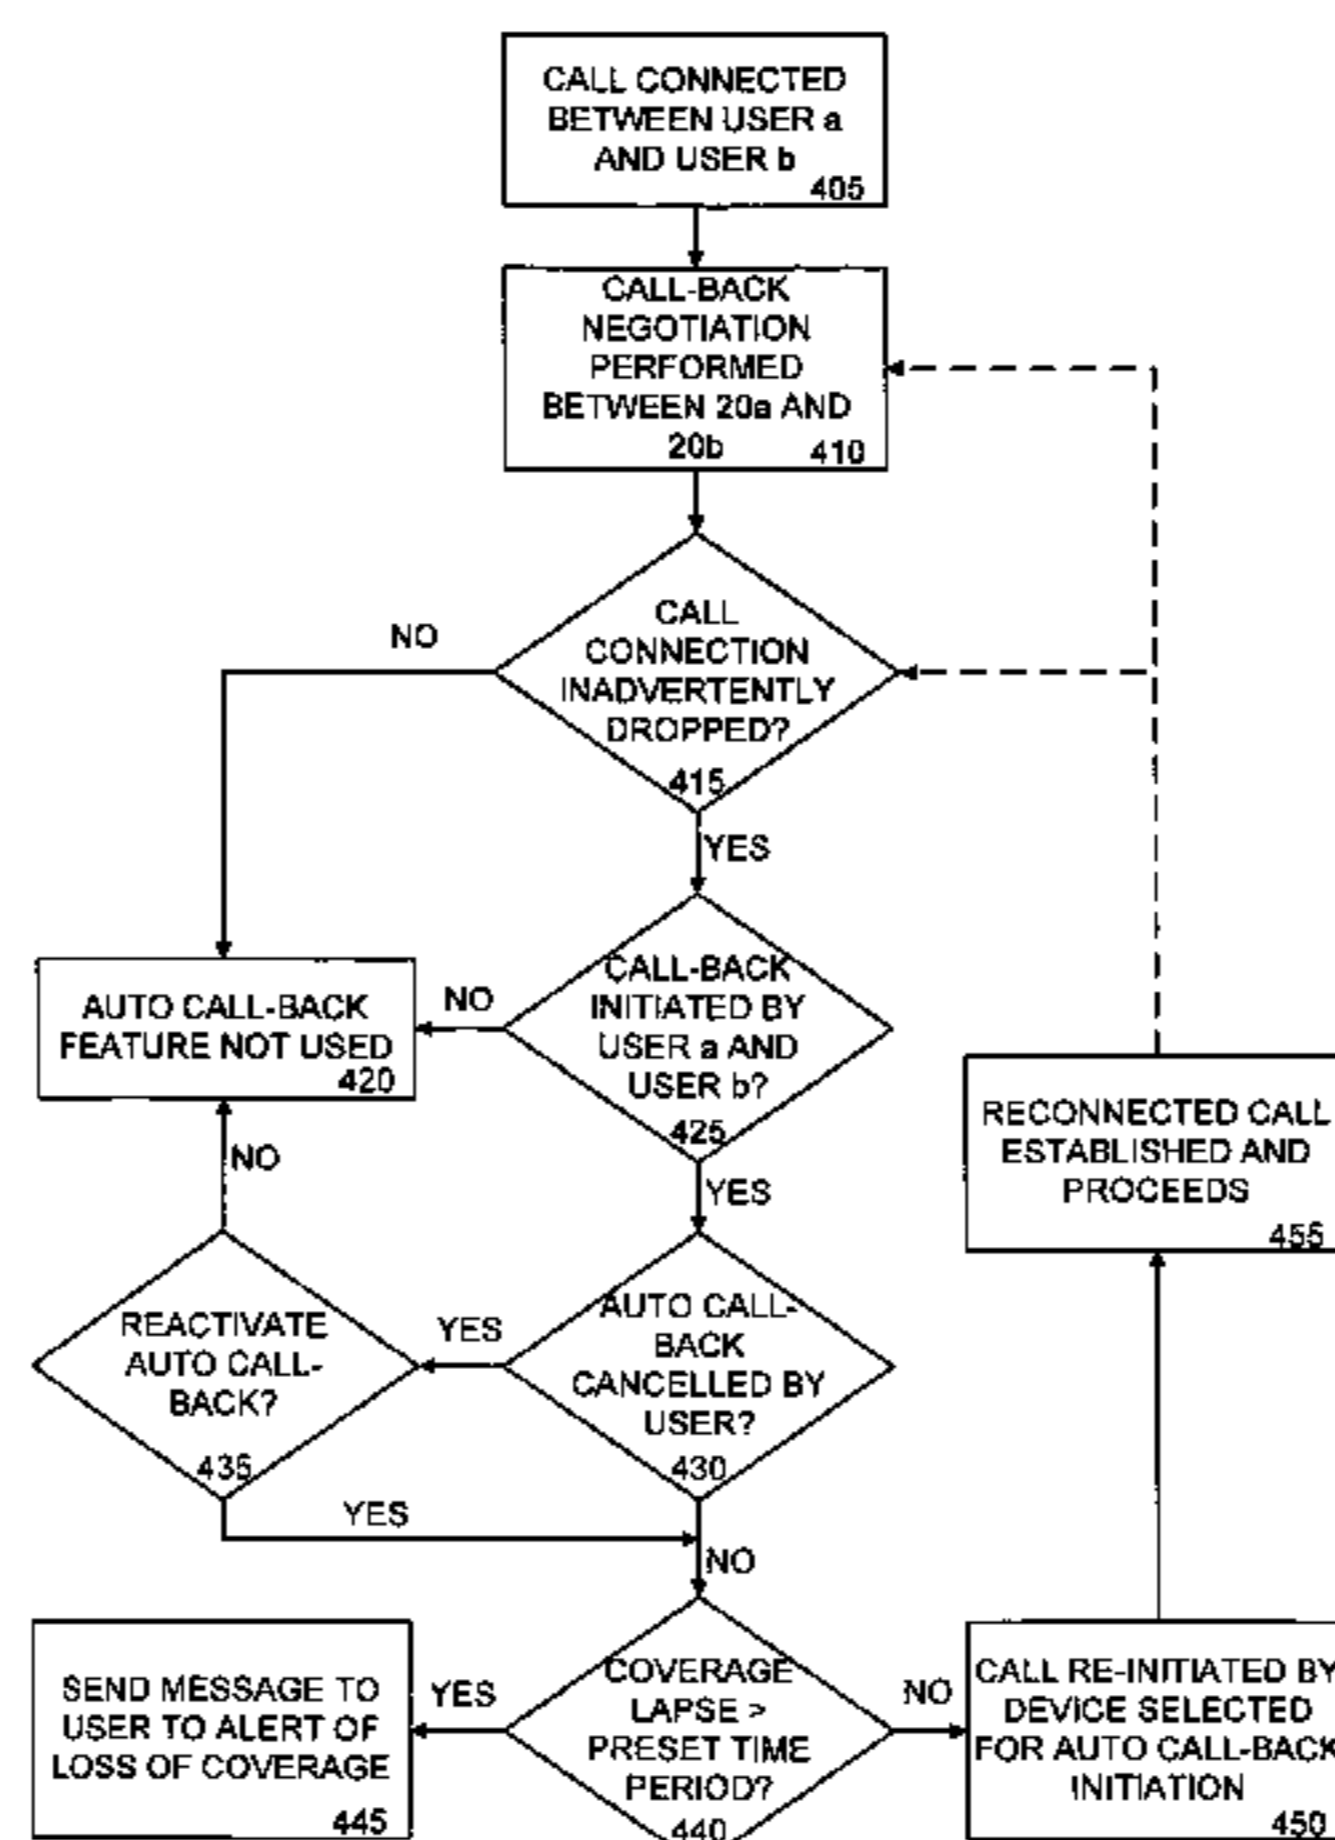 CALL CONNECTED
BETWEEN USER a
AND USER b
405
CALL-BACK
NEGOTIATION
PERFORMED
BETWEEN 20a AND
20b
410
CALL
CONNECTION
INADVERTENTLY
DROPPED?
415
NO
YES
CALL-BACK
INITIATED BY
USER a AND
USER b?
425
NO
AUTO CALL-BACK
FEATURE NOT USED
420
YES
NO
AUTO CALL-
BACK
CANCELLED BY
USER?
430
YES
REACTIVATE
AUTO CALL-
BACK?
435
YES
NO
COVERAGE
LAPSE >
PRESET TIME
PERIOD?
440
YES
SEND MESSAGE TO
USER TO ALERT OF
LOSS OF COVERAGE
445
NO
CALL RE-INITIATED BY
DEVICE SELECTED
FOR AUTO CALL-BACK
INITIATION
450
RECONNECTED CALL
ESTABLISHED AND
PROCEEDS
455